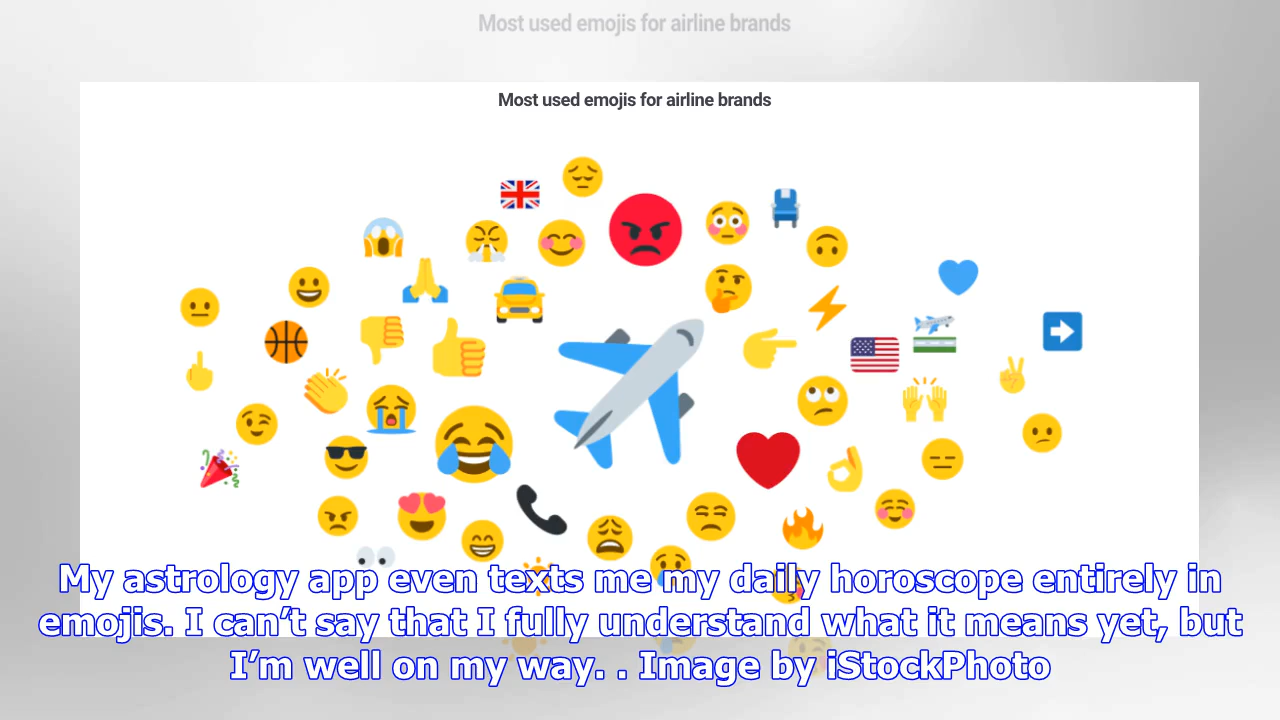 Most used emojis for airline brands
Most used emojis for airline brands
My astrology app even texts me my daily horoscope entirely in
emojis. I can’t say that I fully understand what it means yet, but
I’m well on my way. . Image by iStockPhoto